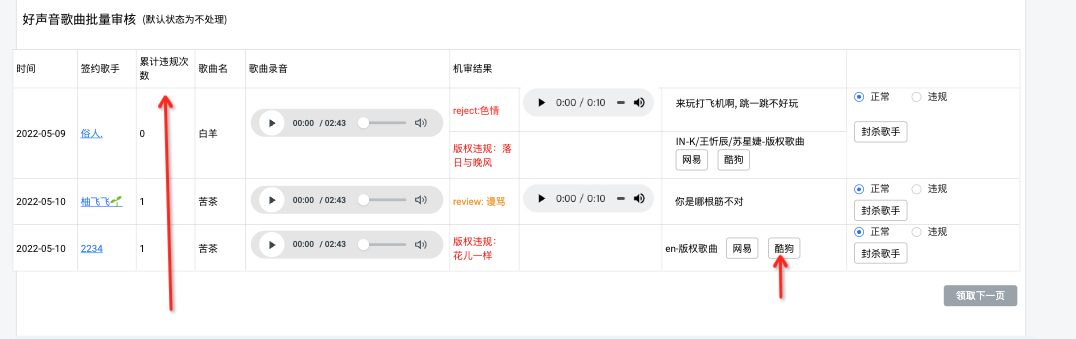 好声音歌曲批量审核 (默认状态为不处理)
时间 签约歌手 累计违规次数 歌曲名 歌曲录音 机审结果
2022-05-09 俗人. 0 白羊 00:00 / 02:43
reject:色情 0:00 / 0:10 来玩打飞机啊, 跳一跳不好玩
版权违规：落日与晚风 IN-K/王忻辰/苏星婕-版权歌曲
网易 酷狗
正常 违规
封杀歌手
2022-05-10 柚飞飞🌱 1 苦茶 00:00 / 02:43 review: 谩骂 0:00 / 0:10 你是哪根筋不对
正常 违规
封杀歌手
2022-05-10 2234 1 苦茶 00:00 / 02:43 版权违规：花儿一样 en-版权歌曲 网易 酷狗
正常 违规
封杀歌手
领取下一页